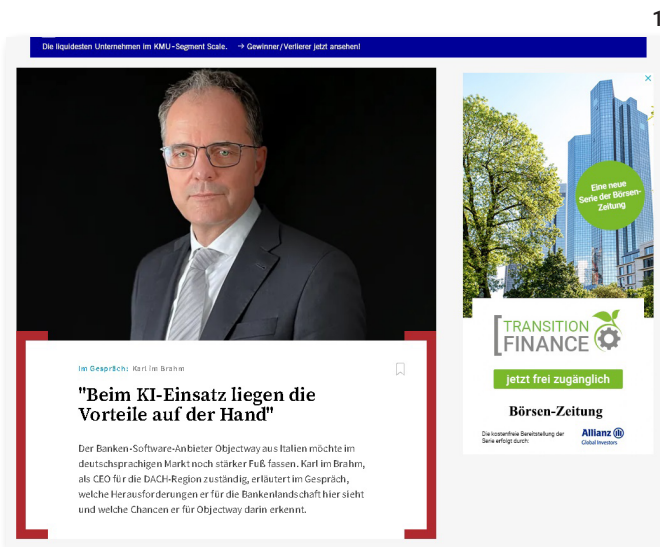 1
Die liquidesten Unternehmen im KMU-Segment Scale. → Gewinner/Verlierer jetzt ansehen!
Im Gespräch: Karl im Brahm
"Beim KI-Einsatz liegen die
Vorteile auf der Hand"
Der Banken-Software-Anbieter Objectway aus Italien möchte im
deutschsprachigen Markt noch stärker Fuß fassen. Karl im Brahm,
als CEO für die DACH-Region zuständig, erläutert im Gespräch,
welche Herausforderungen er für die Bankenlandschaft hier sieht
und welche Chancen er für Objectway darin erkennt.
Eine neue
Serie der Börsen-
Zeitung
TRANSITION
FINANCE
jetzt frei zugänglich
Börsen-Zeitung
Die kostenfreie Bereitstellung der
Serie erfolgt durch:
Allianz
Global Investors